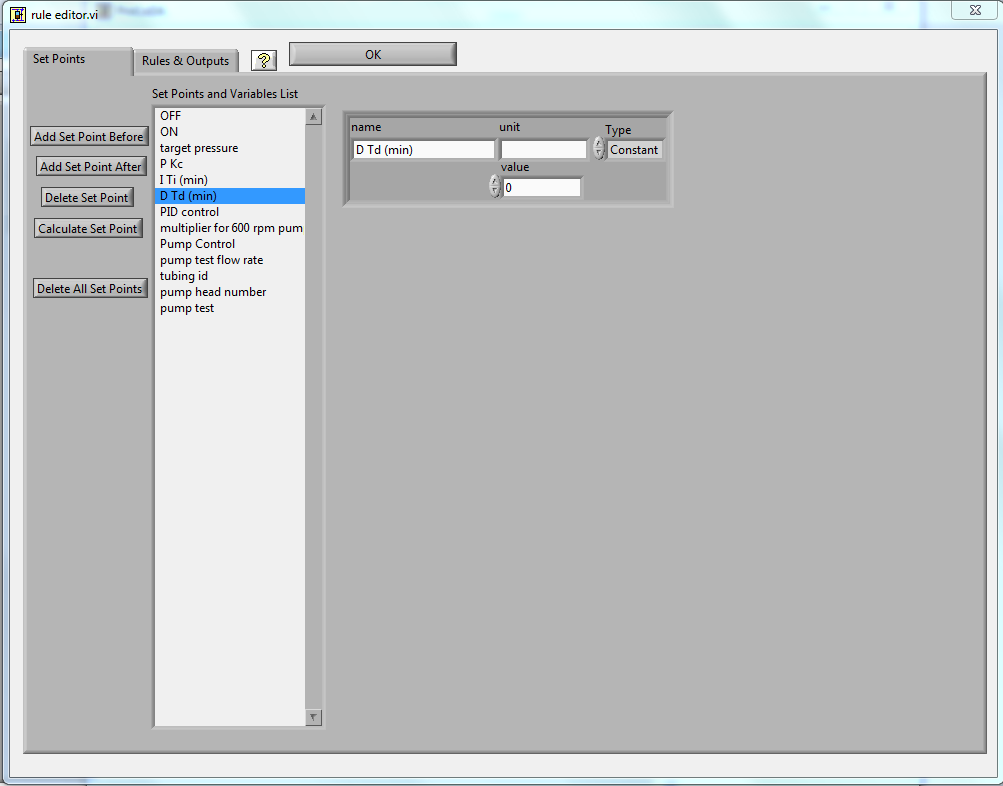 rule editor.vi
Set Points
Rules & Outputs
?
OK
Set Points and Variables List
Add Set Point Before
Add Set Point After
Delete Set Point
Calculate Set Point
Delete All Set Points
OFF
ON
target pressure
P Kc
I Ti (min)
D Td (min)
PID control
multiplier for 600 rpm pum
Pump Control
pump test flow rate
tubing id
pump head number
pump test
name
unit
Type
D Td (min)
Constant
value
0